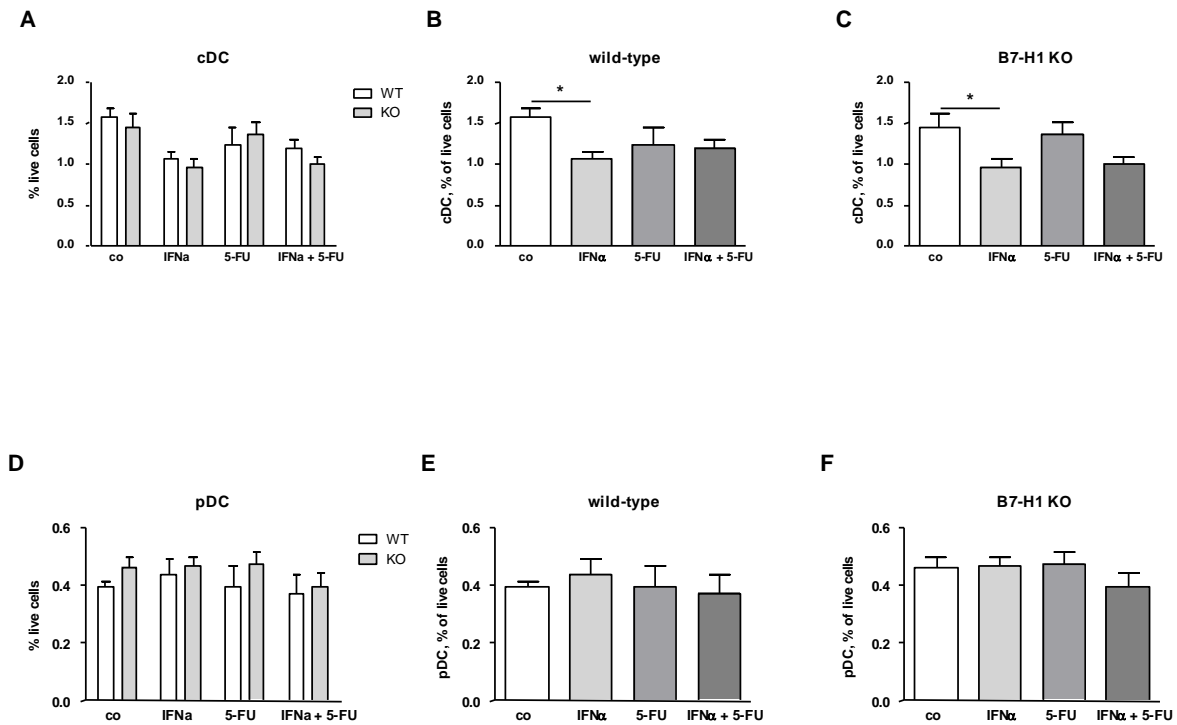 A
B
C
cDC
wild-type
B7-H1 KO
% live cells
2.0
1.5
1.0
0.5
0.0
WT
KO
co IFNa 5-FU IFNa + 5-FU
cDC, % of live cells
2.0
1.5
1.0
0.5
0.0
*
co IFNα 5-FU IFNα + 5-FU
cDC, % of live cells
2.0
1.5
1.0
0.5
0.0
*
co IFNα 5-FU IFNα + 5-FU
D
E
F
pDC
wild-type
B7-H1 KO
% live cells
0.6
0.4
0.2
0.0
WT
KO
co IFNa 5-FU IFNa + 5-FU
pDC, % of live cells
0.6
0.4
0.2
0.0
co IFNα 5-FU IFNα + 5-FU
pDC, % of live cells
0.6
0.4
0.2
0.0
co IFNα 5-FU IFNα + 5-FU